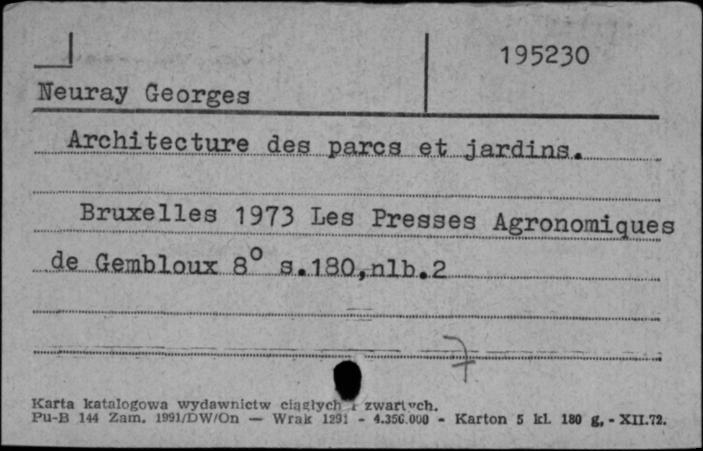 195230
Neuray Georges
Architecture des parcs et jardins.
Bruxelles 1973 Les Presses Agronomiques
de Gembloux 8° s.180,nlb.2
7
Karta katalogowa wydawnictw ciągłych i zwartych.
Pu-B 144 Zam. 1991/DW/On — Wrak 1291 - 4.356.000 - Karton 5 kl. 180 g, - XII.72.